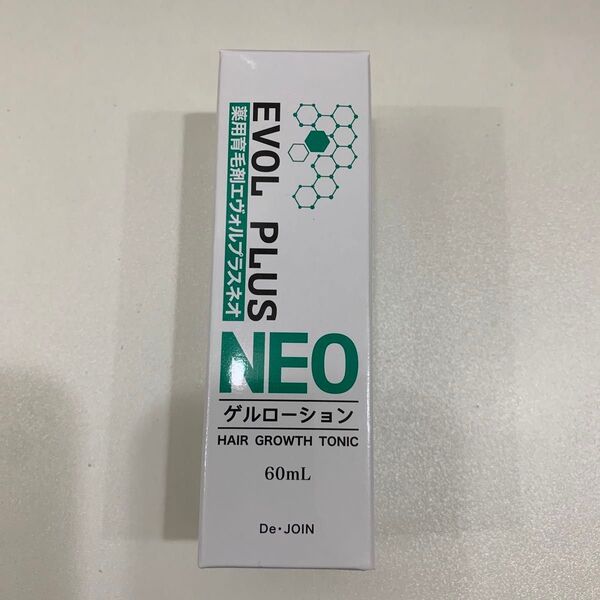 EVOL PLUS
薬用育毛剤エヴォルプラスネオ
NEO
ゲルローション
HAIR GROWTH TONIC
60mL
De・JOIN